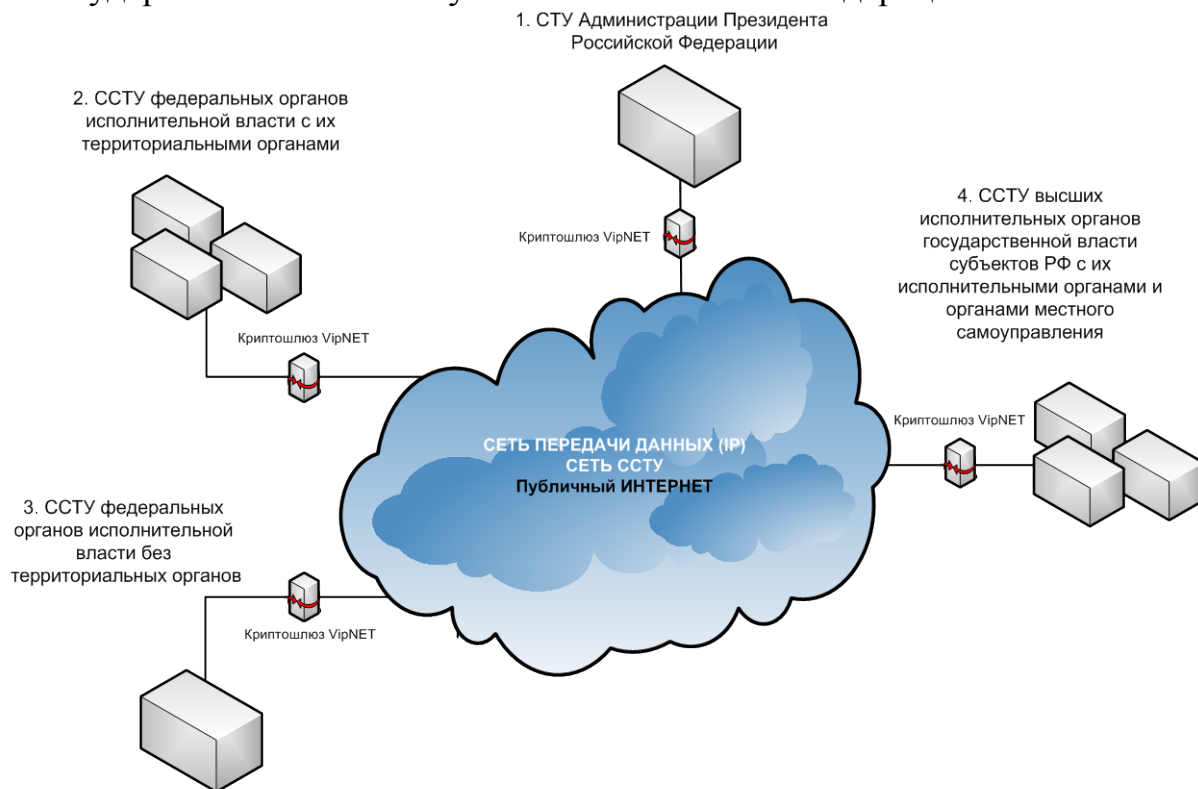 1. СТУ Администрации Президента
Российской Федерации
2. ССТУ федеральных органов
исполнительной власти с их
территориальными органами
4. ССТУ высших
исполнительных органов
государственной власти
субъектов РФ с их
исполнительными органами и
органами местного
самоуправления
Криптошлюз VipNET
Криптошлюз VipNET
Криптошлюз VipNET
СЕТЬ ПЕРЕДАЧИ ДАННЫХ (IP)
СЕТЬ ССТУ
Публичный ИНТЕРНЕТ
3. ССТУ федеральных
органов исполнительной
власти без
территориальных органов
Криптошлюз VipNET